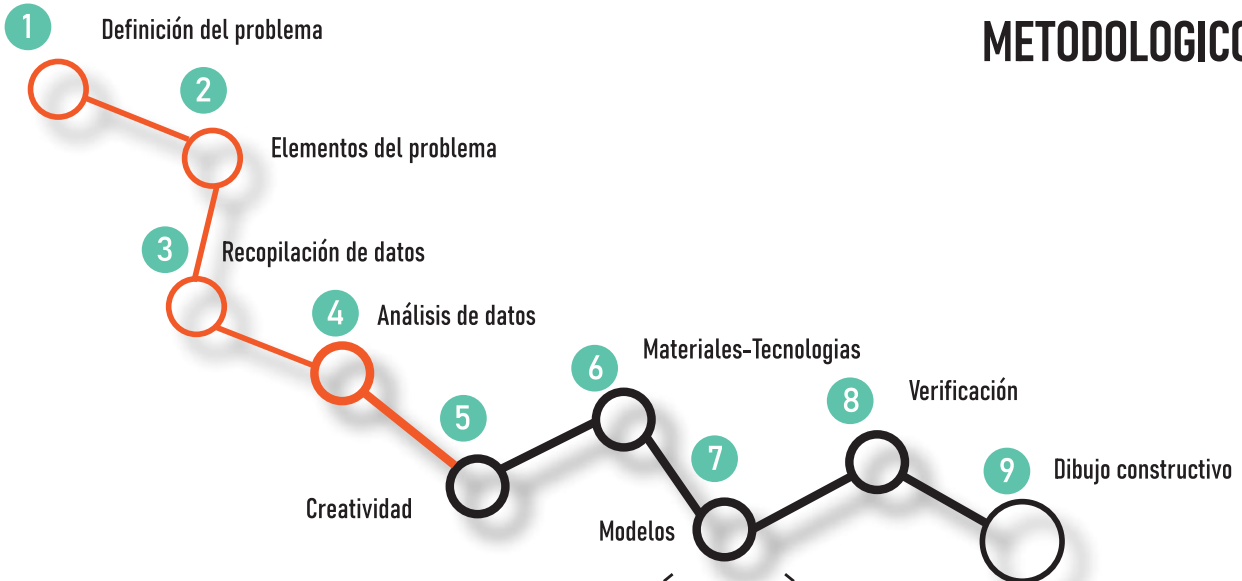 METODOLOGICO
1 Definición del problema
2
Elementos del problema
3 Recopilación de datos
4 Análisis de datos
5
Creatividad
6
Materiales-Tecnologias
7
Modelos
8 Verificación
9 Dibujo constructivo